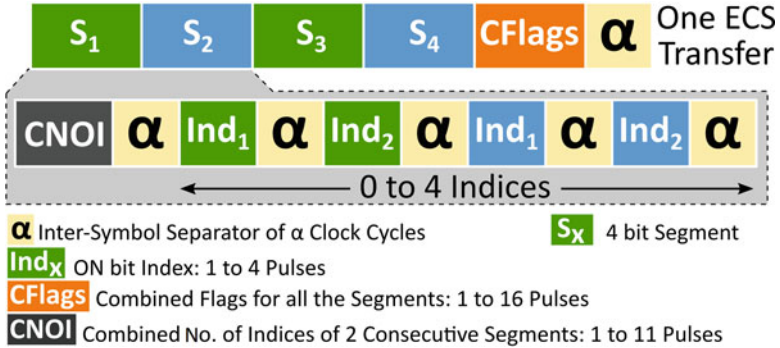 S1 S2 S3 S4 CFlags α One ECS Transfer
CNOI α Ind1 α Ind2 α Ind1 α Ind2 α
0 to 4 Indices
α Inter-Symbol Separator of α Clock Cycles
SX 4 bit Segment
IndX ON bit Index: 1 to 4 Pulses
CFlags Combined Flags for all the Segments: 1 to 16 Pulses
CNOI Combined No. of Indices of 2 Consecutive Segments: 1 to 11 Pulses